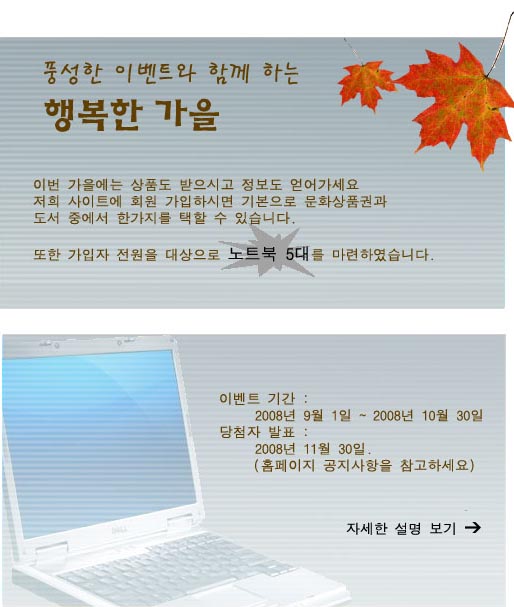 풍성한 이벤트와 함께 하는
행복한 가을
이번 가을에는 상품도 받으시고 정보도 얻어가세요
저희 사이트에 회원 가입하시면 기본으로 문화상품권과
도서 중에서 한가지를 택할 수 있습니다.
또한 가입자 전원을 대상으로 노트북 5대를 마련하였습니다.
이벤트 기간 :
2008년 9월 1일 ~ 2008년 10월 30일
당첨자 발표 :
2008년 11월 30일.
(홈페이지 공지사항을 참고하세요)
DELL
자세한 설명 보기 →